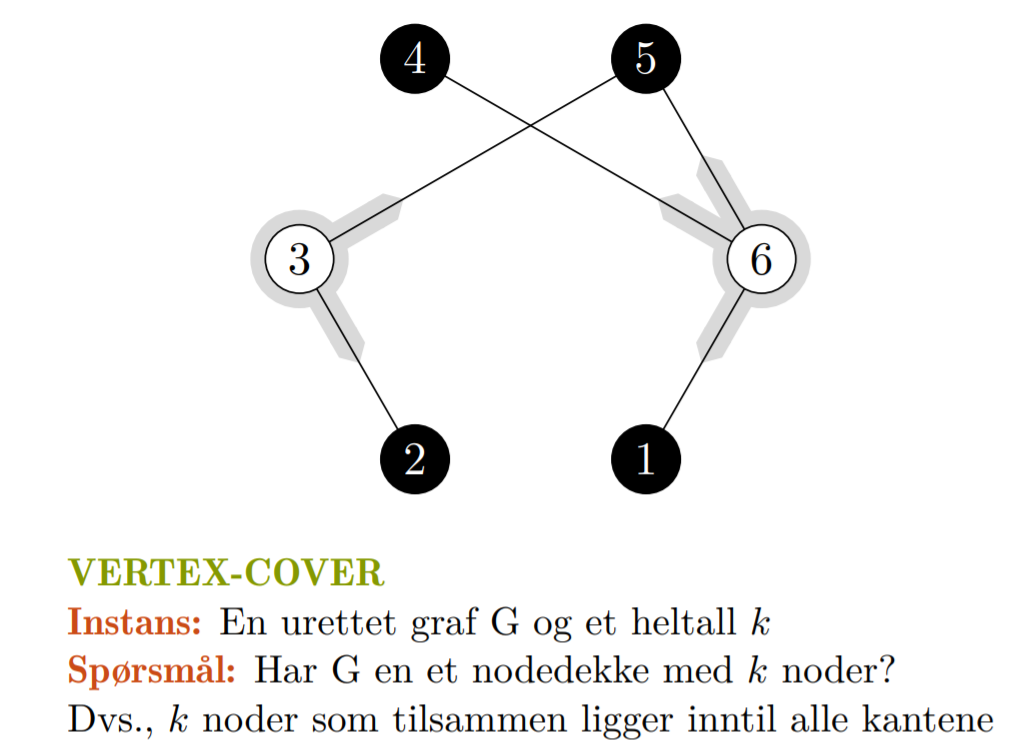 4 5
3 6
2 1
VERTEX-COVER
Instans: En urettet graf G og et heltall k
Spørsmål: Har G en et nodedekke med k noder?
Dvs., k noder som tilsammen ligger inntil alle kantene